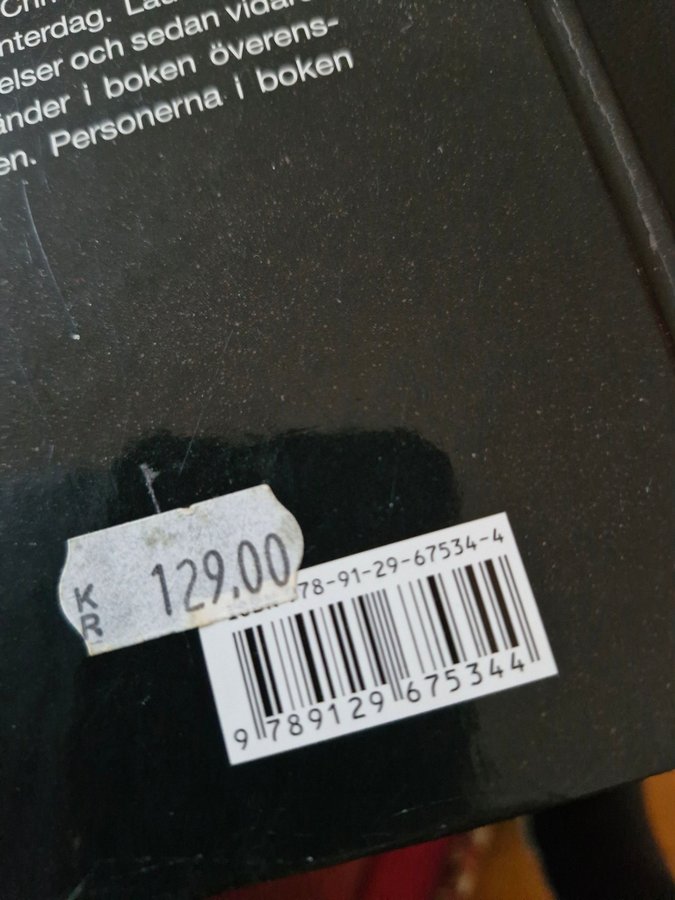 nterdag.
elser och sedan vidare
änder i boken överens-
en. Personerna i boken
KR 129.00
78-91-29-67534-4
9 789129 675344